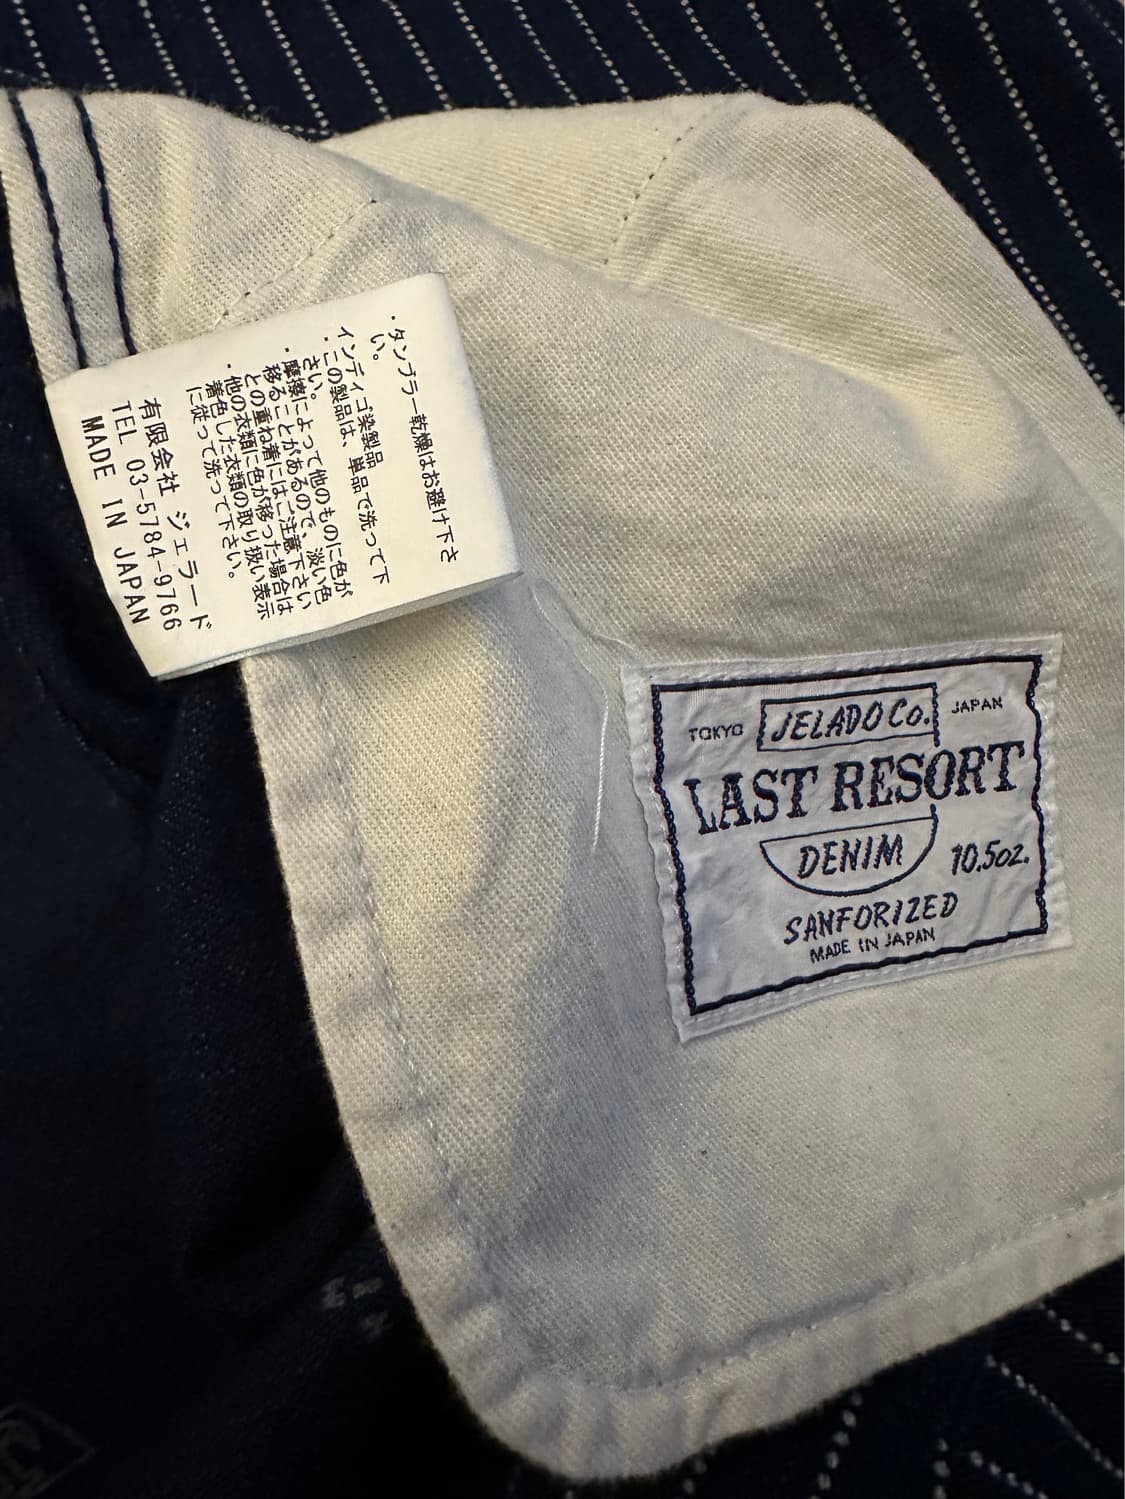 ・タンブラー乾燥はお避け下さ
い。
インディゴ染製品
・この製品は、単品で洗って下
さい。
・摩擦によって他のものに色が
移ることがあるので、淡い色
との重ね着にはご注意下さい
・他の衣類に色が移った場合は
着色した衣類の取り扱い表示
に従って洗って下さい。
有限会社 ジェラード
TEL 03-5784-9766
MADE IN JAPAN
TOKYO JELADO Co. JAPAN
LAST RESORT
DENIM 10.5oz.
SANFORIZED
MADE IN JAPAN